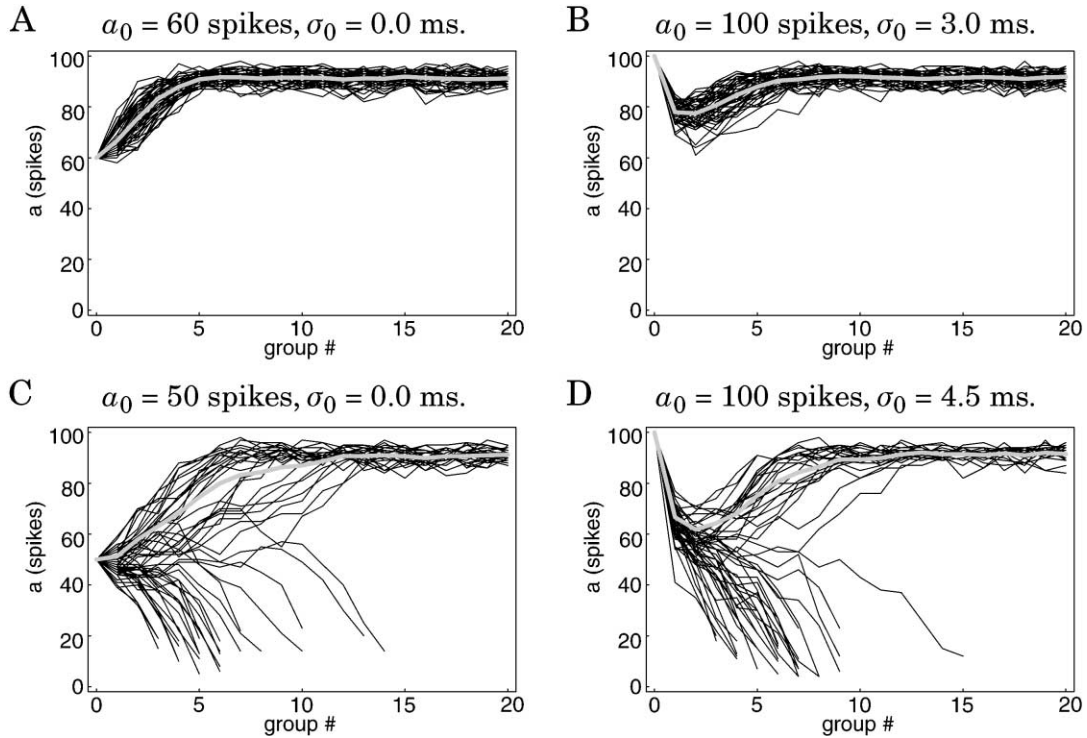 A a₀ = 60 spikes, σ₀ = 0.0 ms.
100
80
60
40
20
0
a (spikes)
0 5 10 15 20
group #
B a₀ = 100 spikes, σ₀ = 3.0 ms.
100
80
60
40
20
0
a (spikes)
0 5 10 15 20
group #
C a₀ = 50 spikes, σ₀ = 0.0 ms.
100
80
60
40
20
0
a (spikes)
0 5 10 15 20
group #
D a₀ = 100 spikes, σ₀ = 4.5 ms.
100
80
60
40
20
0
a (spikes)
0 5 10 15 20
group #